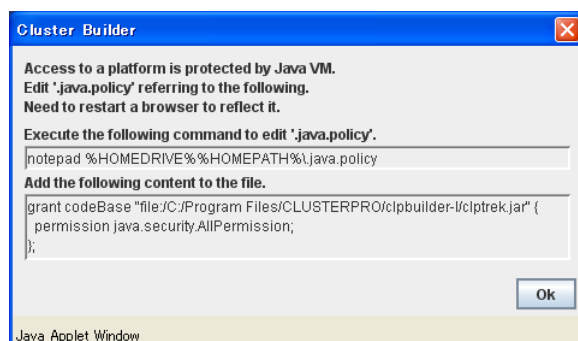 Cluster Builder
Access to a platform is protected by Java VM.
Edit '.java.policy' referring to the following.
Need to restart a browser to reflect it.
Execute the following command to edit '.java.policy'.
notepad %HOMEDRIVE%%HOMEPATH%\.java.policy
Add the following content to the file.
grant codeBase "file:/C:/Program Files/CLUSTERPRO/clpbuilder-l/clptrek.jar" {
  permission java.security.AllPermission;
};
Ok
Java Applet Window